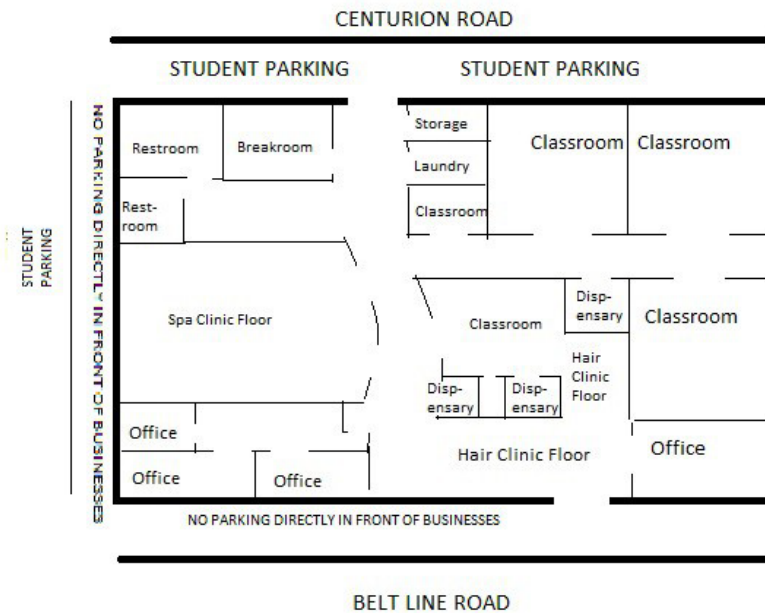 CENTURION ROAD
STUDENT PARKING
STUDENT PARKING
NO PARKING DIRECTLY IN FRONT OF BUSINESSES
STUDENT
PARKING
Restroom
Breakroom
Storage
Laundry
Classroom
Classroom
Classroom
Rest-
room
Spa Clinic Floor
Classroom
Disp-
ensary
Classroom
Hair
Clinic
Floor
Disp-
ensary
Disp-
ensary
Office
Office
Office
Hair Clinic Floor
Office
NO PARKING DIRECTLY IN FRONT OF BUSINESSES
BELT LINE ROAD